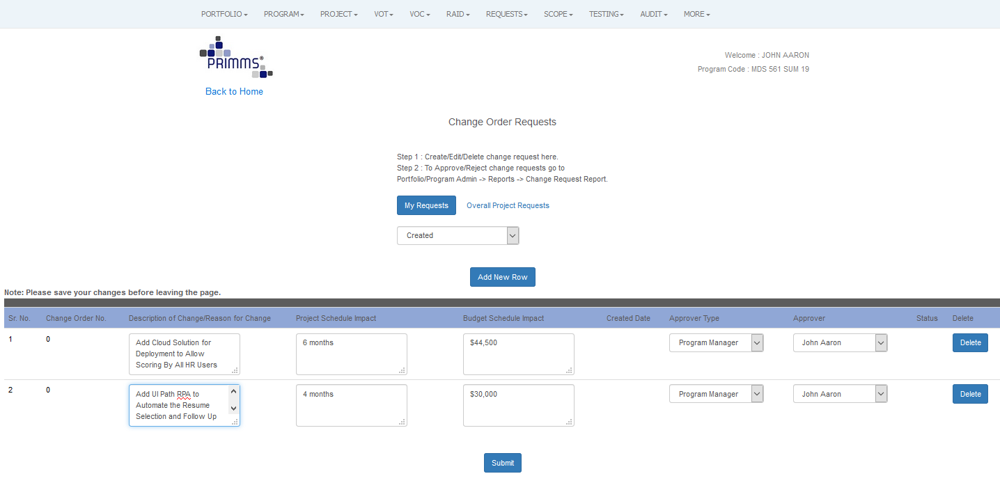 PORTFOLIO PROGRAM PROJECT VOT VOC RAID REQUESTS SCOPE TESTING AUDIT MORE
PRIMMS®
Back to Home
Welcome : JOHN AARON
Program Code : MDS 561 SUM 19
Change Order Requests
Step 1 : Create/Edit/Delete change request here.
Step 2 : To Approve/Reject change requests go to
Portfolio/Program Admin -> Reports -> Change Request Report.
My Requests Overall Project Requests
Created
Add New Row
Note: Please save your changes before leaving the page.
Sr. No. Change Order No. Description of Change/Reason for Change Project Schedule Impact Budget Schedule Impact Created Date Approver Type Approver Status Delete
1 0 Add Cloud Solution for 6 months $44,500 Program Manager John Aaron Delete
Deployment to Allow
Scoring By All HR Users
2 0 Add UI Path RPA to 4 months $30,000 Program Manager John Aaron Delete
Automate the Resume
Selection and Follow Up
Submit